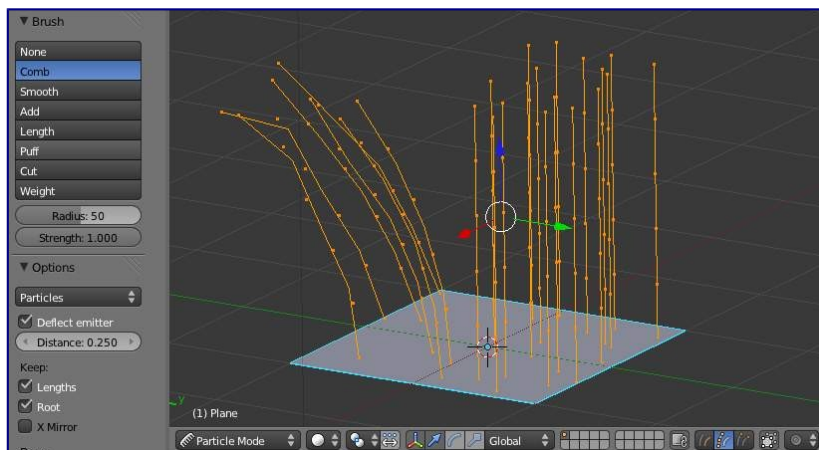 Brush
None
Comb
Smooth
Add
Length
Puff
Cut
Weight
Radius: 50
Strength: 1.000
Options
Particles
Deflect emitter
Distance: 0.250
Keep:
Lengths
Root
X Mirror
y
(1) Plane
Particle Mode
Global